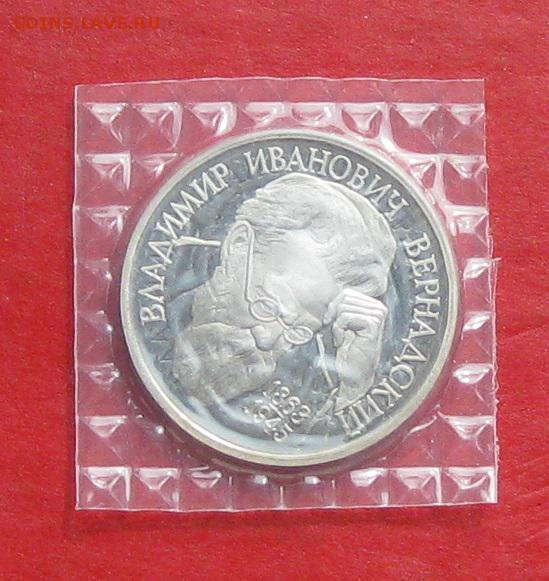 COINS.LAVE.RU
ВЛАДИМИР ИВАНОВИЧ ВЕРНАДСКИЙ
1863
1945